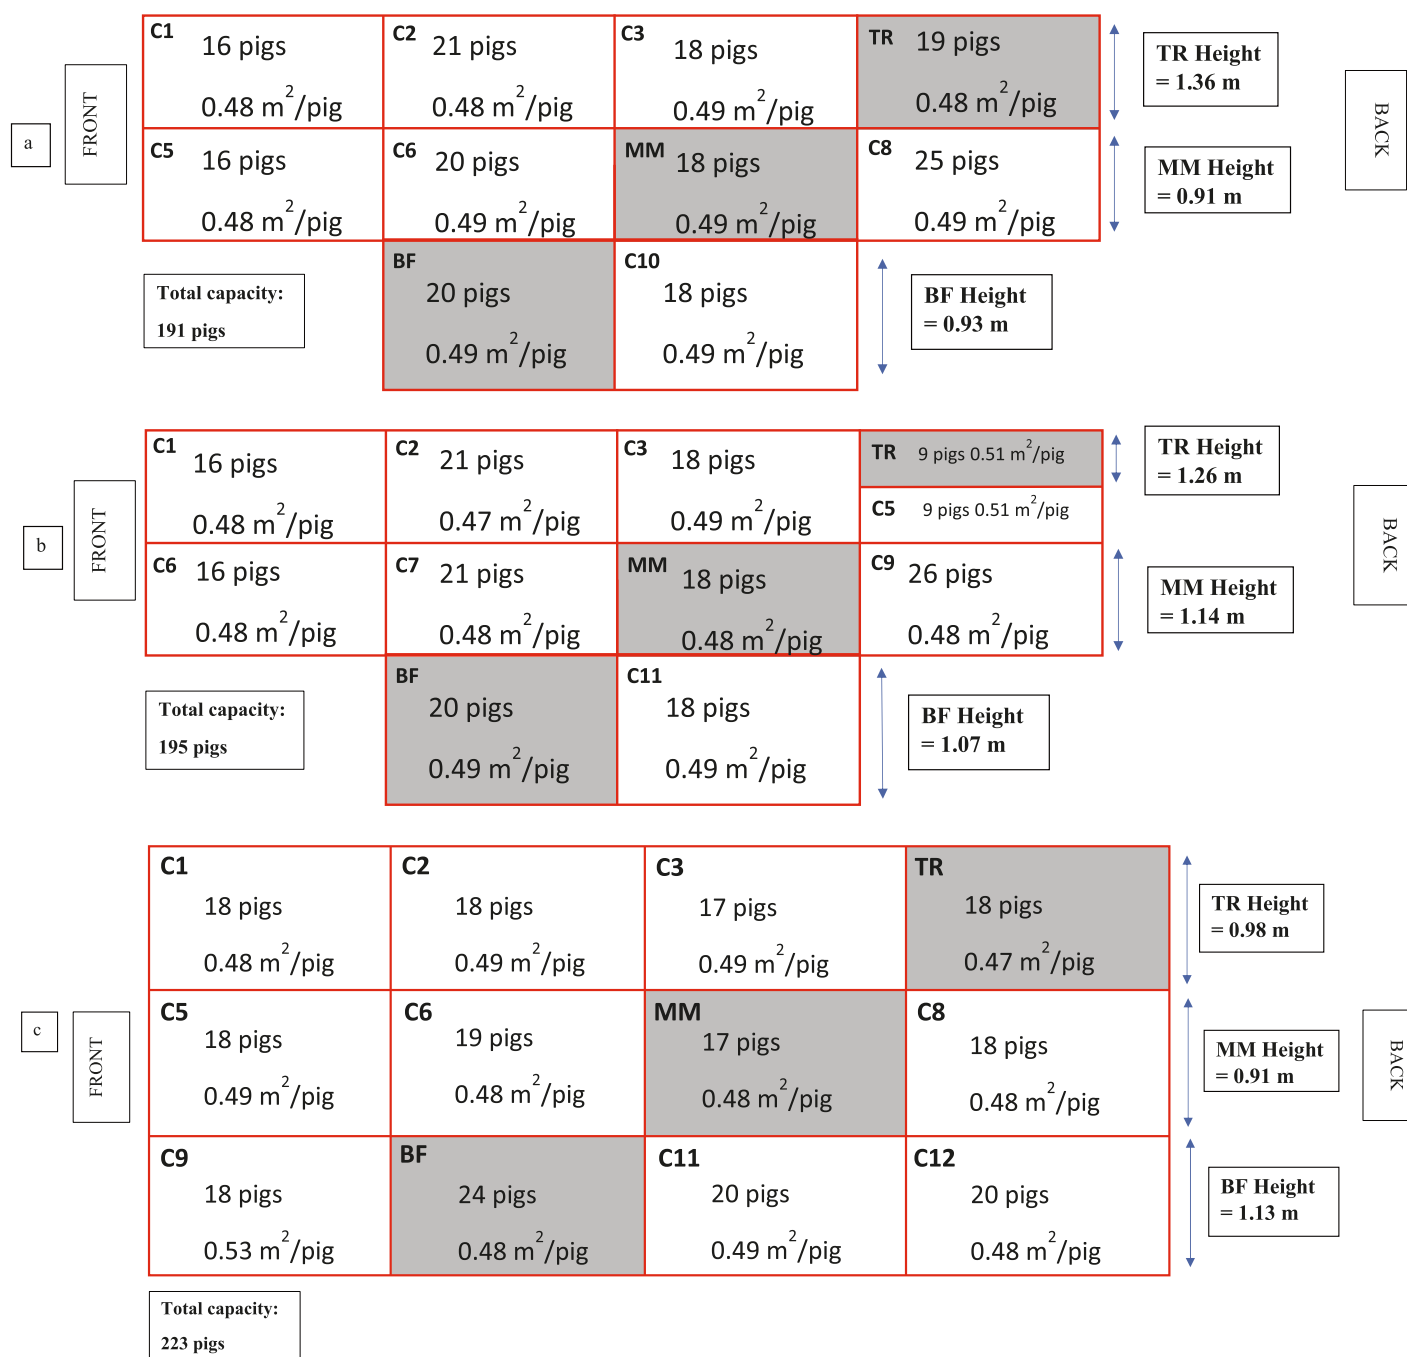 a
FRONT
C1 16 pigs
0.48 m²/pig
C2 21 pigs
0.48 m²/pig
C3 18 pigs
0.49 m²/pig
TR 19 pigs
0.48 m²/pig
TR Height
= 1.36 m
BACK
C5 16 pigs
0.48 m²/pig
C6 20 pigs
0.49 m²/pig
MM 18 pigs
0.49 m²/pig
C8 25 pigs
0.49 m²/pig
MM Height
= 0.91 m
Total capacity:
191 pigs
BF
20 pigs
0.49 m²/pig
C10
18 pigs
0.49 m²/pig
BF Height
= 0.93 m
b
FRONT
C1
16 pigs
0.48 m²/pig
C2
21 pigs
0.47 m²/pig
C3
18 pigs
0.49 m²/pig
TR 9 pigs 0.51 m²/pig
C5 9 pigs 0.51 m²/pig
TR Height
= 1.26 m
BACK
C6 16 pigs
0.48 m²/pig
C7 21 pigs
0.48 m²/pig
MM 18 pigs
0.48 m²/pig
C9 26 pigs
0.48 m²/pig
MM Height
= 1.14 m
Total capacity:
195 pigs
BF
20 pigs
0.49 m²/pig
C11
18 pigs
0.49 m²/pig
BF Height
= 1.07 m
c
FRONT
C1
18 pigs
0.48 m²/pig
C2
18 pigs
0.49 m²/pig
C3
17 pigs
0.49 m²/pig
TR
18 pigs
0.47 m²/pig
TR Height
= 0.98 m
C5
18 pigs
0.49 m²/pig
C6
19 pigs
0.48 m²/pig
MM
17 pigs
0.48 m²/pig
C8
18 pigs
0.48 m²/pig
MM Height
= 0.91 m
BACK
C9
18 pigs
0.53 m²/pig
BF
24 pigs
0.48 m²/pig
C11
20 pigs
0.49 m²/pig
C12
20 pigs
0.48 m²/pig
BF Height
= 1.13 m
Total capacity:
223 pigs